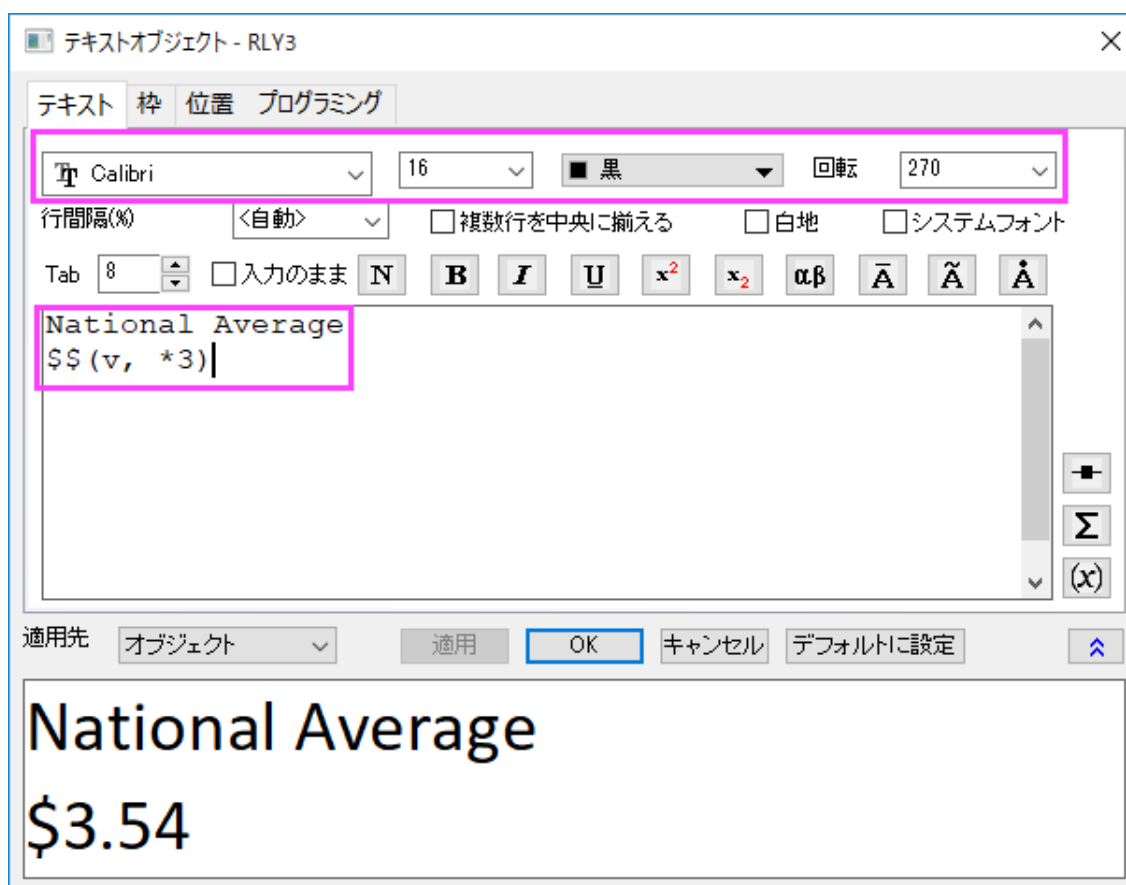 テキストオブジェクト - RLY3
テキスト 枠 位置 プログラミング
Calibri 16 黒 回転 270
行間隔(%) <自動> 複数行を中央に揃える 白地 システムフォント
Tab 8 入力のまま N B I U x² x₂ αβ Ā Ã Å
National Average
$$(v, *3)
Σ
(x)
適用先 オブジェクト 適用 OK キャンセル デフォルトに設定
National Average
$3.54